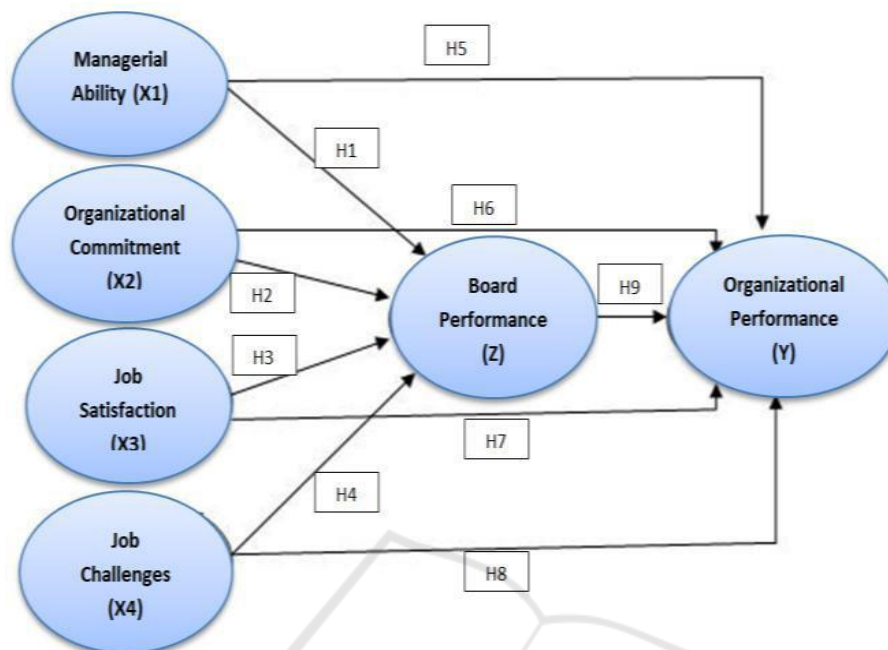 Managerial
Ability (X1)
H5
H1
Organizational
Commitment
(X2)
H6
H2
Board
Performance
(Z)
H9
Organizational
Performance
(Y)
H3
Job
Satisfaction
(X3)
H7
H4
Job
Challenges
(X4)
H8